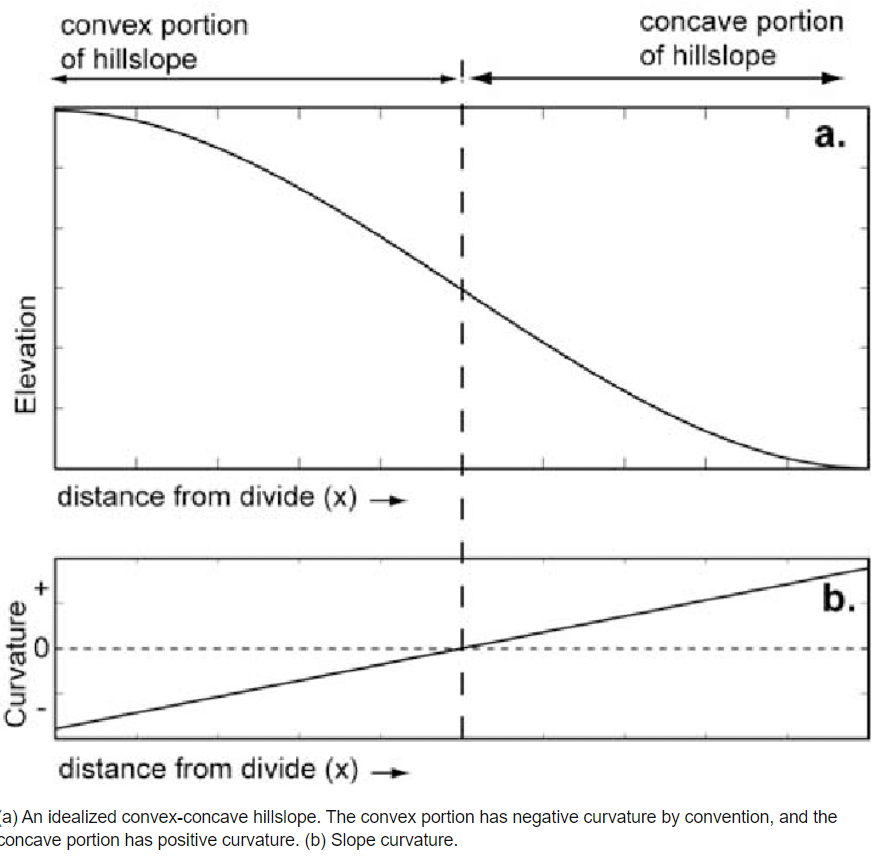 convex portion
of hillslope
concave portion
of hillslope
a.
Elevation
distance from divide (x)
b.
+
0
-
Curvature
distance from divide (x)
(a) An idealized convex-concave hillslope. The convex portion has negative curvature by convention, and the
concave portion has positive curvature. (b) Slope curvature.